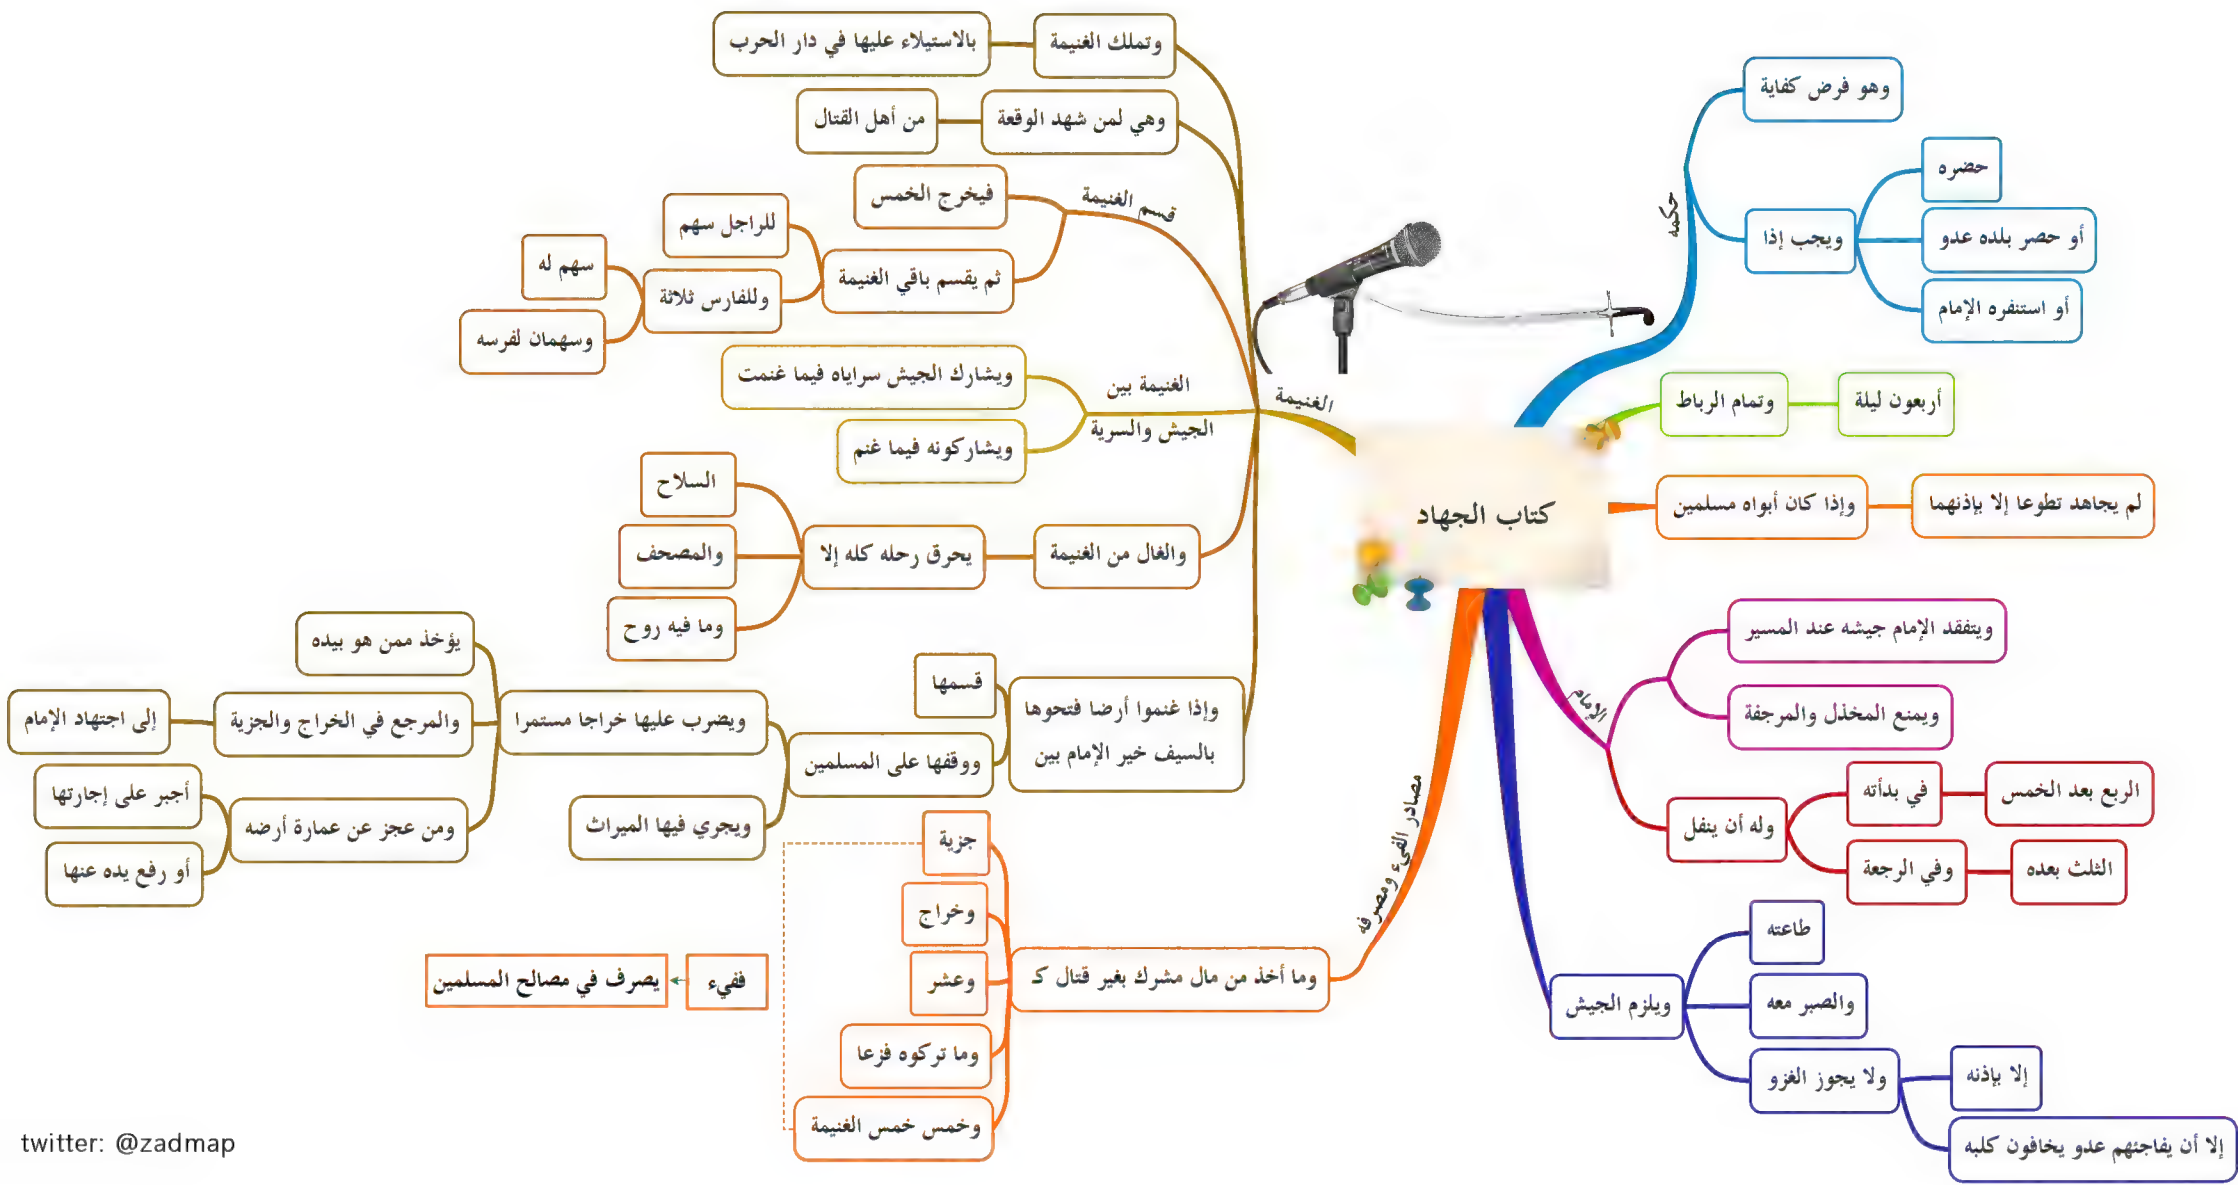 كتاب الجهاد
حكمه
وهو فرض كفاية
ويجب إذا
حضره
أو حصر بلده عدو
أو استنفره الإمام
وتمام الرباط
أربعون ليلة
وإذا كان أبواه مسلمين
لم يجاهد تطوعا إلا بإذنهما
الإمام
ويتفقد الإمام جيشه عند المسير
ويمنع المخذل والمرجفة
وله أن ينفل
في بدأته
الربع بعد الخمس
وفي الرجعة
الثلث بعده
ويلزم الجيش
طاعته
والصبر معه
ولا يجوز الغزو
إلا بإذنه
إلا أن يفاجئهم عدو يخافون كلبه
الغنيمة
وتملك الغنيمة
بالاستيلاء عليها في دار الحرب
وهي لمن شهد الوقعة
من أهل القتال
قسم الغنيمة
فيخرج الخمس
ثم يقسم باقي الغنيمة
للراجل سهم
وللفارس ثلاثة
سهم له
وسهمان لفرسه
الغنيمة بين
الجيش والسرية
ويشارك الجيش سراياه فيما غنمت
ويشاركونه فيما غنم
والغال من الغنيمة
يحرق رحله كله إلا
السلاح
والمصحف
وما فيه روح
وإذا غنموا أرضا فتحوها
بالسيف خير الإمام بين
قسمها
ووقفها على المسلمين
ويضرب عليها خراجا مستمرا
يؤخذ ممن هو بيده
والمرجع في الخراج والجزية
إلى اجتهاد الإمام
ومن عجز عن عمارة أرضه
أجبر على إجارتها
أو رفع يده عنها
ويجري فيها الميراث
مصادر الفيء ومصرفه
وما أخذ من مال مشرك بغير قتال كـ
جزية
وخراج
وعشر
وما تركوه فزعا
وخمس خمس الغنيمة
ففيء
يصرف في مصالح المسلمين
twitter: @zadmap